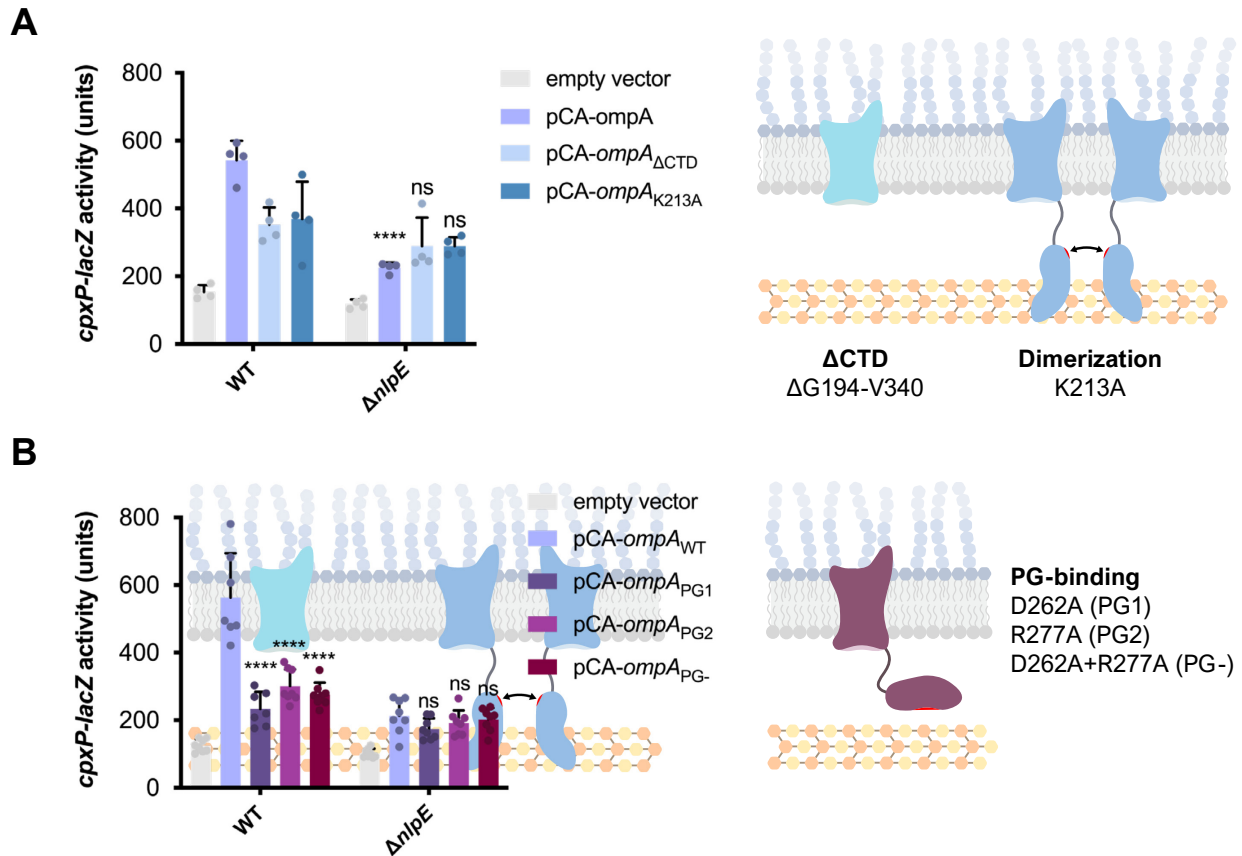 A
cpxP-lacZ activity (units)
800
600
400
200
0
WT
ΔnlpE
****
ns
ns
empty vector
pCA-ompA
pCA-ompAΔCTD
pCA-ompAK213A
ΔCTD
ΔG194-V340
Dimerization
K213A
B
cpxP-lacZ activity (units)
800
600
400
200
0
WT
ΔnlpE
****
****
****
ns
ns
ns
empty vector
pCA-ompAWT
pCA-ompAPG1
pCA-ompAPG2
pCA-ompAPG-
PG-binding
D262A (PG1)
R277A (PG2)
D262A+R277A (PG-)